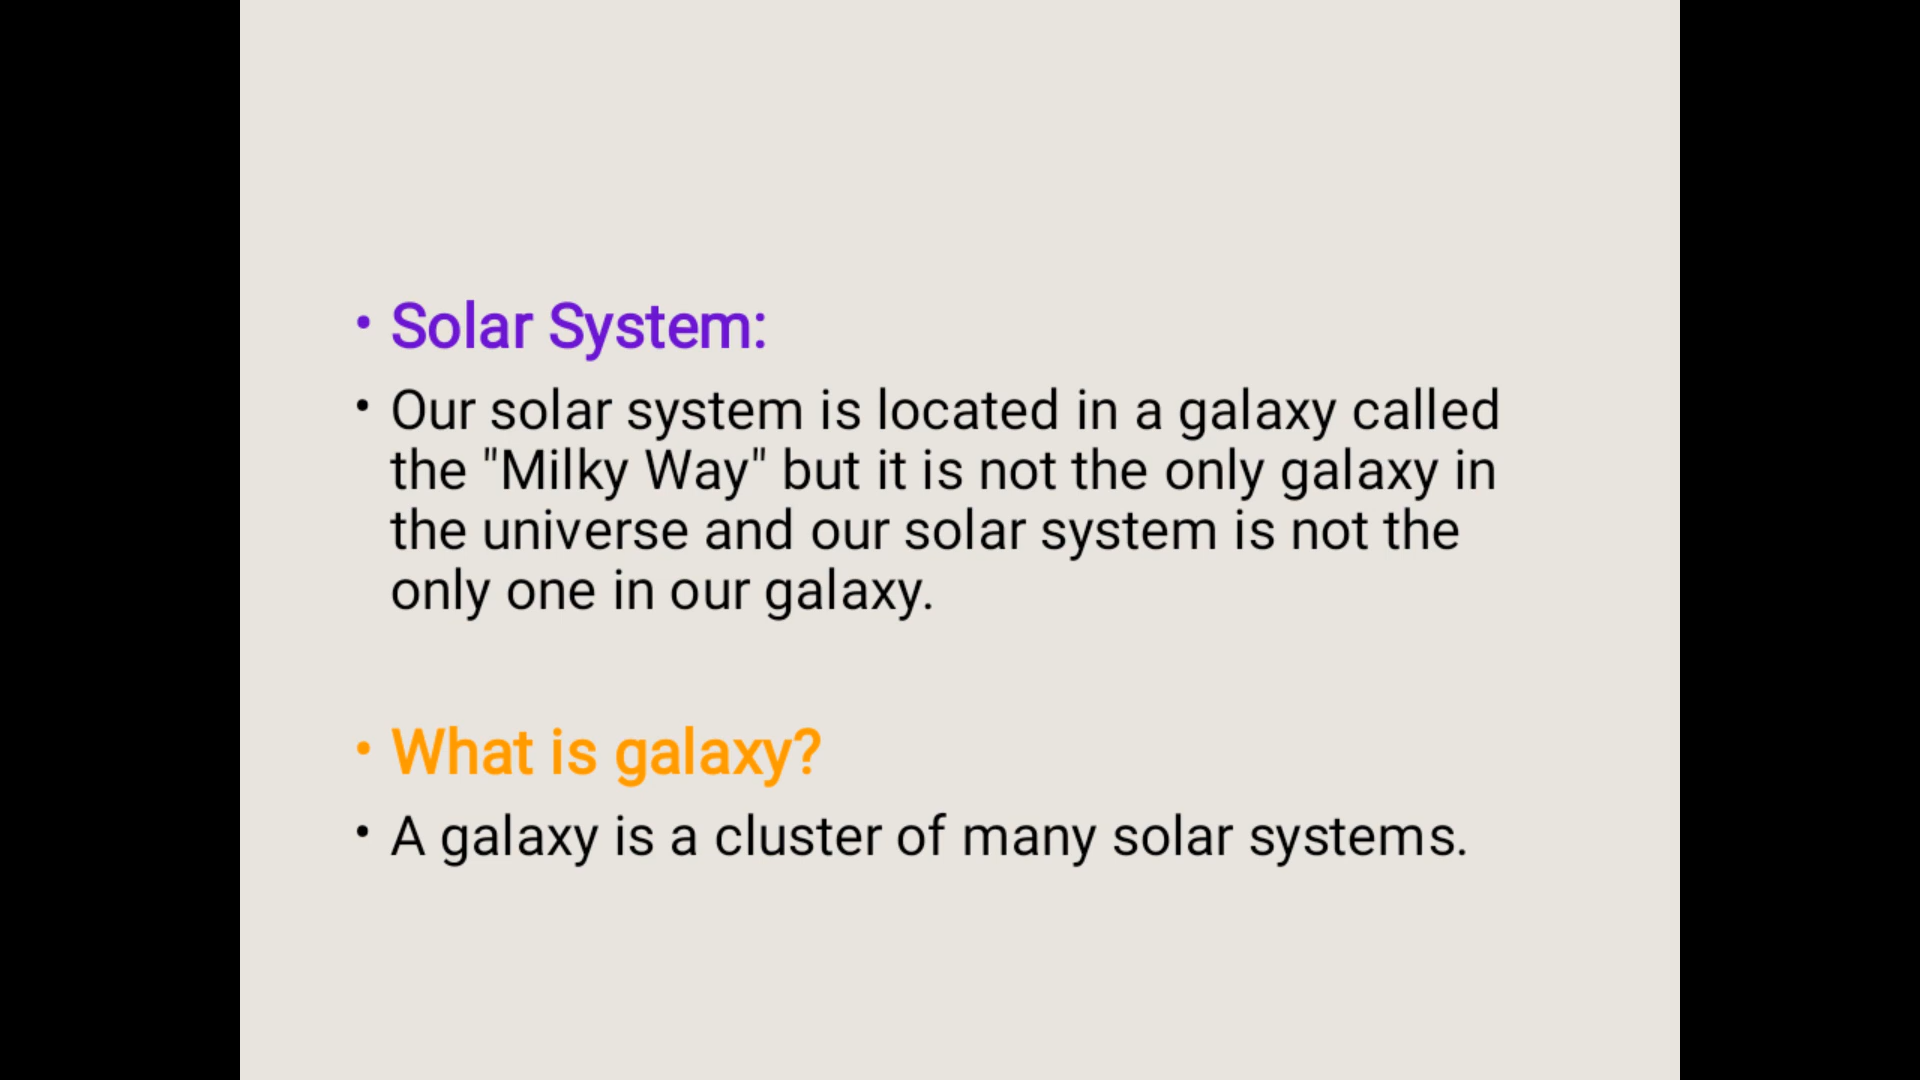 • Solar System:
• Our solar system is located in a galaxy called
the "Milky Way" but it is not the only galaxy in
the universe and our solar system is not the
only one in our galaxy.
• What is galaxy?
• A galaxy is a cluster of many solar systems.